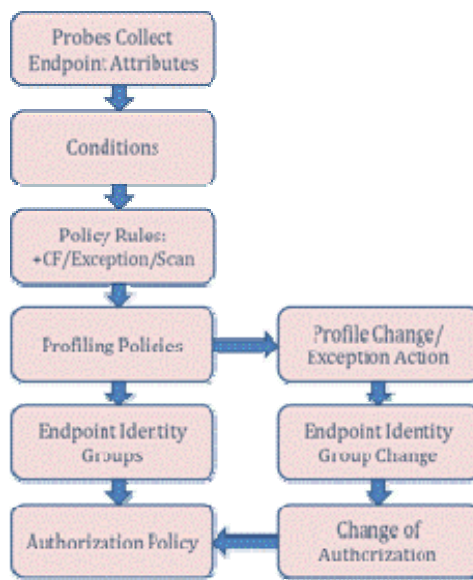 Probes Collect
Endpoint Attributes
Conditions
Policy Rules:
+CF/Exception/Scan
Profiling Policies
Profile Change/
Exception Action
Endpoint Identity
Groups
Endpoint Identity
Group Change
Authorization Policy
Change of
Authorization